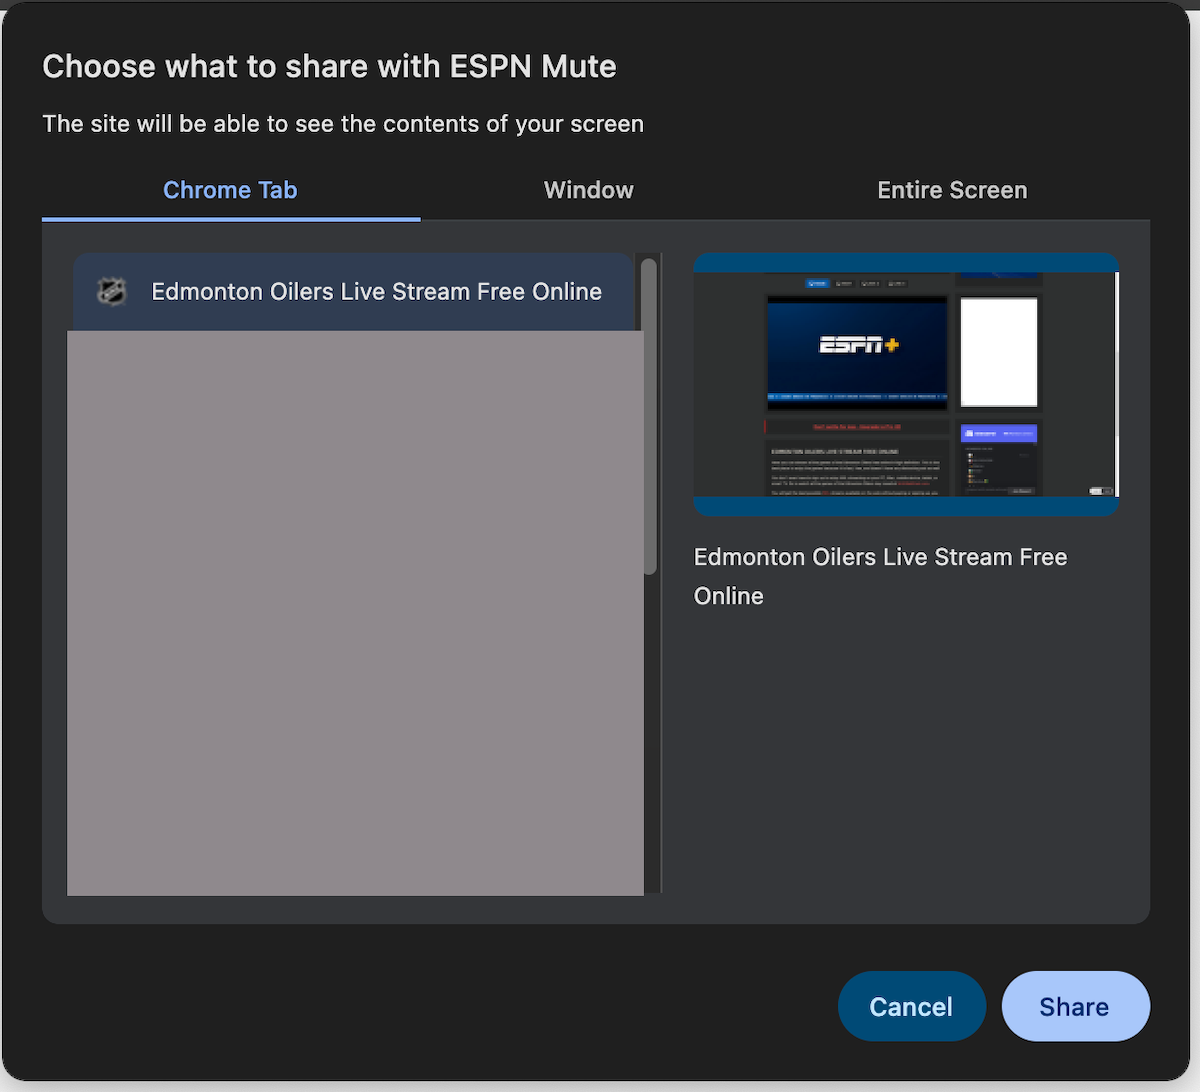 Choose what to share with ESPN Mute
The site will be able to see the contents of your screen
Chrome Tab
Window
Entire Screen
Edmonton Oilers Live Stream Free Online
ESPN+
EDMONTON OILERS LIVE STREAM FREE ONLINE
Edmonton Oilers Live Stream Free
Online
Cancel
Share